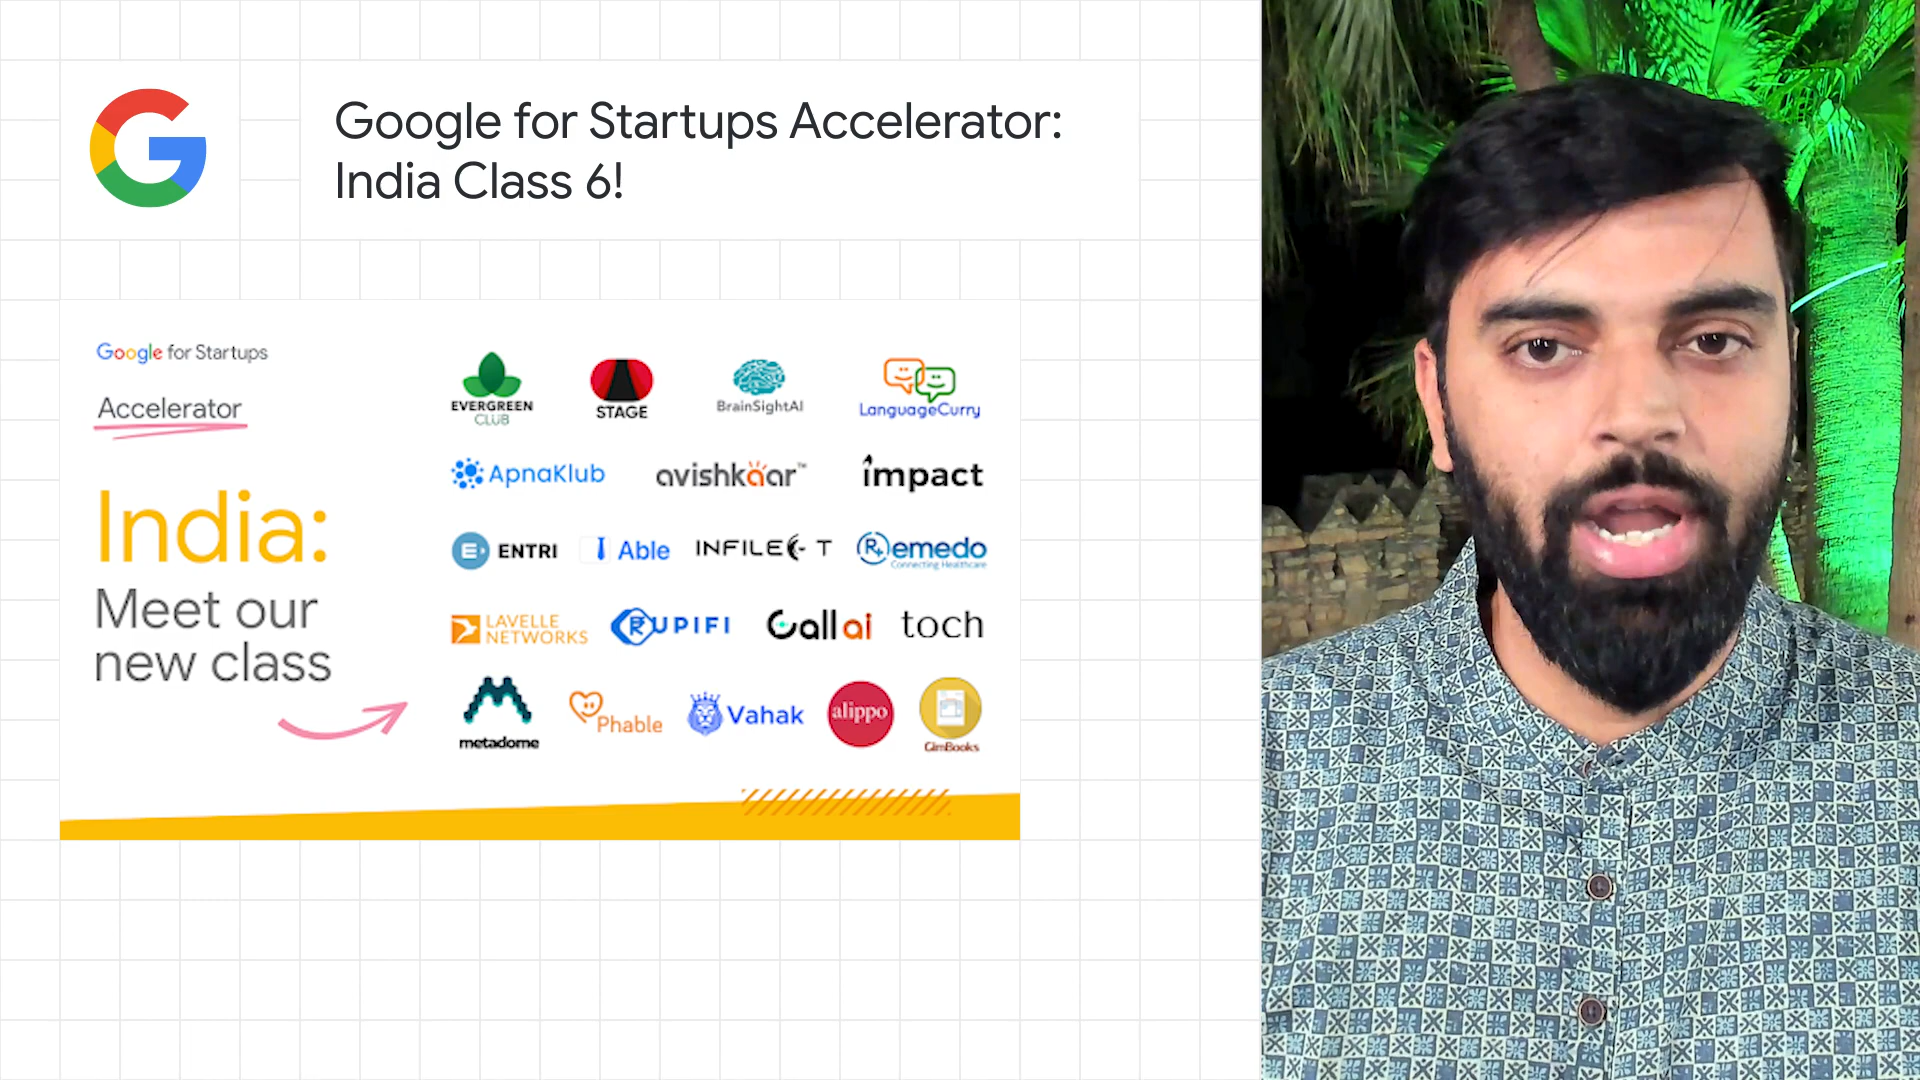 Google for Startups Accelerator:
India Class 6!
Google for Startups
Accelerator
India:
Meet our
new class
EVERGREEN
CLUB
STAGE
BrainSightAI
LanguageCurry
ApnaKlub
avishkaar™
impact
E
ENTRI
Able
INFILECT
Remedo
Connecting Healthcare
LAVELLE
NETWORKS
RUPIFI
Callai
toch
metadome
Phable
Vahak
alippo
GimBooks